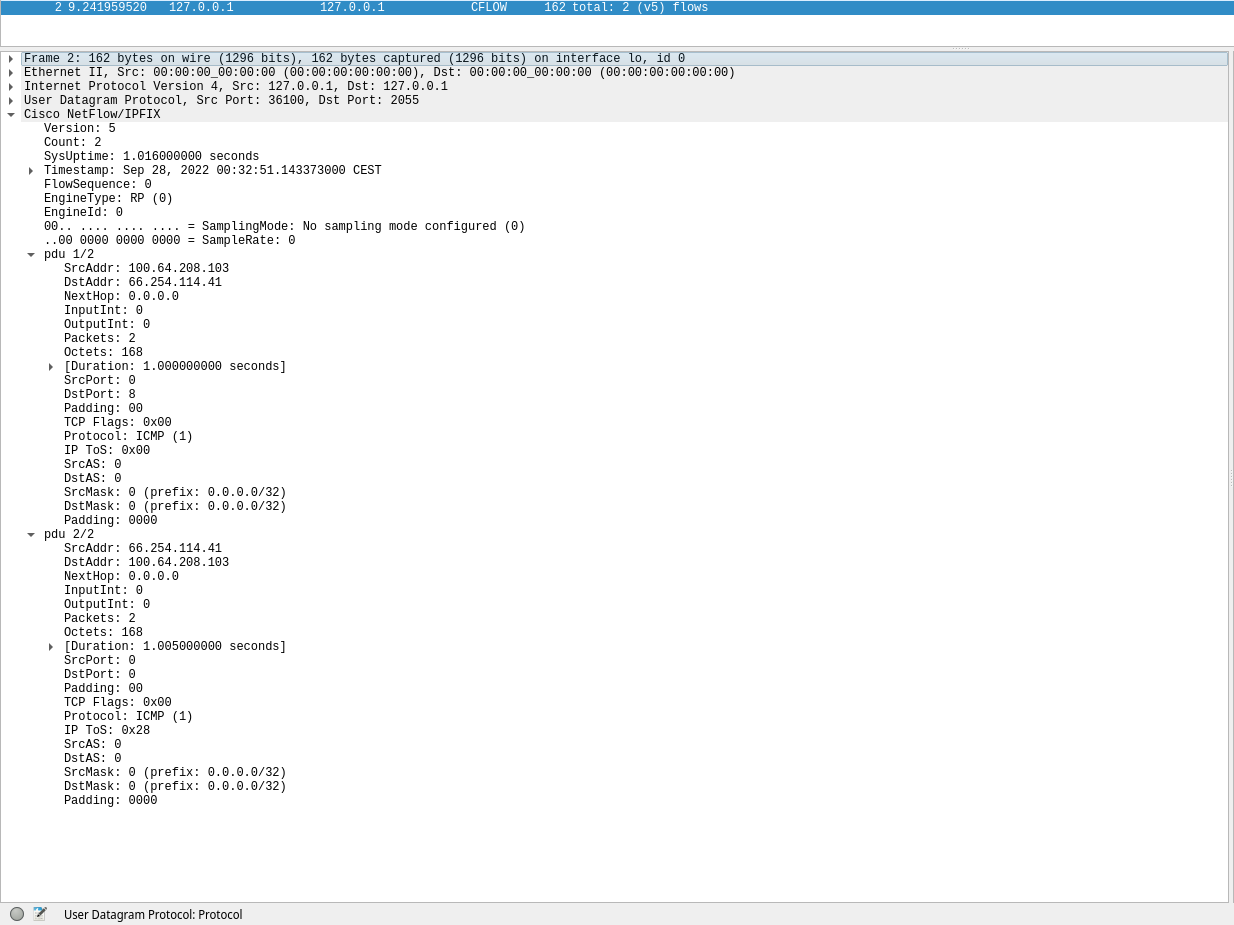 2 9.241959520 127.0.0.1 127.0.0.1 CFLOW 162 total: 2 (v5) flows
Frame 2: 162 bytes on wire (1296 bits), 162 bytes captured (1296 bits) on interface lo, id 0
Ethernet II, Src: 00:00:00_00:00:00 (00:00:00:00:00:00), Dst: 00:00:00_00:00:00 (00:00:00:00:00:00)
Internet Protocol Version 4, Src: 127.0.0.1, Dst: 127.0.0.1
User Datagram Protocol, Src Port: 36100, Dst Port: 2055
Cisco NetFlow/IPFIX
Version: 5
Count: 2
SysUptime: 1.016000000 seconds
Timestamp: Sep 28, 2022 00:32:51.143373000 CEST
FlowSequence: 0
EngineType: RP (0)
EngineId: 0
00.. .... .... .... = SamplingMode: No sampling mode configured (0)
..00 0000 0000 0000 = SampleRate: 0
pdu 1/2
SrcAddr: 100.64.208.103
DstAddr: 66.254.114.41
NextHop: 0.0.0.0
InputInt: 0
OutputInt: 0
Packets: 2
Octets: 168
[Duration: 1.000000000 seconds]
SrcPort: 0
DstPort: 8
Padding: 00
TCP Flags: 0x00
Protocol: ICMP (1)
IP ToS: 0x00
SrcAS: 0
DstAS: 0
SrcMask: 0 (prefix: 0.0.0.0/32)
DstMask: 0 (prefix: 0.0.0.0/32)
Padding: 0000
pdu 2/2
SrcAddr: 66.254.114.41
DstAddr: 100.64.208.103
NextHop: 0.0.0.0
InputInt: 0
OutputInt: 0
Packets: 2
Octets: 168
[Duration: 1.005000000 seconds]
SrcPort: 0
DstPort: 0
Padding: 00
TCP Flags: 0x00
Protocol: ICMP (1)
IP ToS: 0x28
SrcAS: 0
DstAS: 0
SrcMask: 0 (prefix: 0.0.0.0/32)
DstMask: 0 (prefix: 0.0.0.0/32)
Padding: 0000
User Datagram Protocol: Protocol